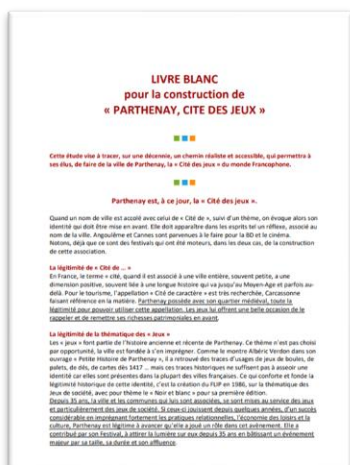 LIVRE BLANC
pour la construction de
« PARTHENAY, CITE DES JEUX »
Cette étude vise à tracer, sur une décennie, un chemin réaliste et accessible, qui permettra à
ses élus, de faire de la ville de Parthenay, la « Cité des jeux » du monde Francophone.
Parthenay est, à ce jour, la « Cité des jeux ».
Quand un nom de ville est accolé avec celui de « Cité de », suivi d'un thème, on évoque alors son
identité qui doit être mise en avant. Elle doit apparaître dans les esprits tel un réflexe, associé au
nom de la ville. Angoulême et Cannes sont parvenues à le faire pour la BD et le cinéma.
Notons, déjà que ce sont des festivals qui ont été moteurs, dans les deux cas, de la construction
de cette association.
La légitimité de « Cité de ... »
En France, le terme « cité, quand il est associé à une ville entière, souvent petite, a une
dimension positive, souvent liée à une longue histoire qui va jusqu'au Moyen-Age et parfois au-
delà. Pour le tourisme, l'appellation « Cité de caractère » est très recherchée, Carcassonne
faisant référence en la matière. Parthenay possède avec son quartier médiéval, toute la
légitimité pour pouvoir utiliser cette appellation. Les jeux lui offrent une belle occasion de le
rappeler et de remettre ses richesses patrimoniales en avant.
La légitimité de la thématique des « Jeux »
Les « jeux » font partie de l'histoire ancienne et récente de Parthenay. Ce thème n'est pas choisi
par opportunité, la ville est fondée à s'en imprégner. Comme le montre Albéric Verdon dans son
ouvrage « Petite Histoire de Parthenay », il a retrouvé des traces d'usages de jeux de boules, de
palets, de dés, de cartes dès 1417 ... mais ces traces historiques ne suffisent pas à asseoir une
identité car elles sont présentes dans la plupart des villes françaises. Ce qui conforte et fonde la
légitimité historique de cette identité, c'est la création du FLIP en 1986, sur la thématique des
Jeux de société, avec pour thème le « Noir et blanc » pour sa première édition.
Depuis 35 ans, la ville et les communes qui lui sont associées, se sont mises au service des jeux
et particulièrement des jeux de société. Si ceux-ci jouissent depuis quelques années, d'un succès
considérable en imprégnant fortement les pratiques relationnelles, l'économie des loisirs et la
culture, Parthenay est légitime à avancer qu'elle a joué un rôle dans cet avènement. Elle a
contribué par son Festival, à attirer la lumière sur eux depuis 35 ans en bâtissant un événement
majeur par sa taille, sa durée et son affluence.